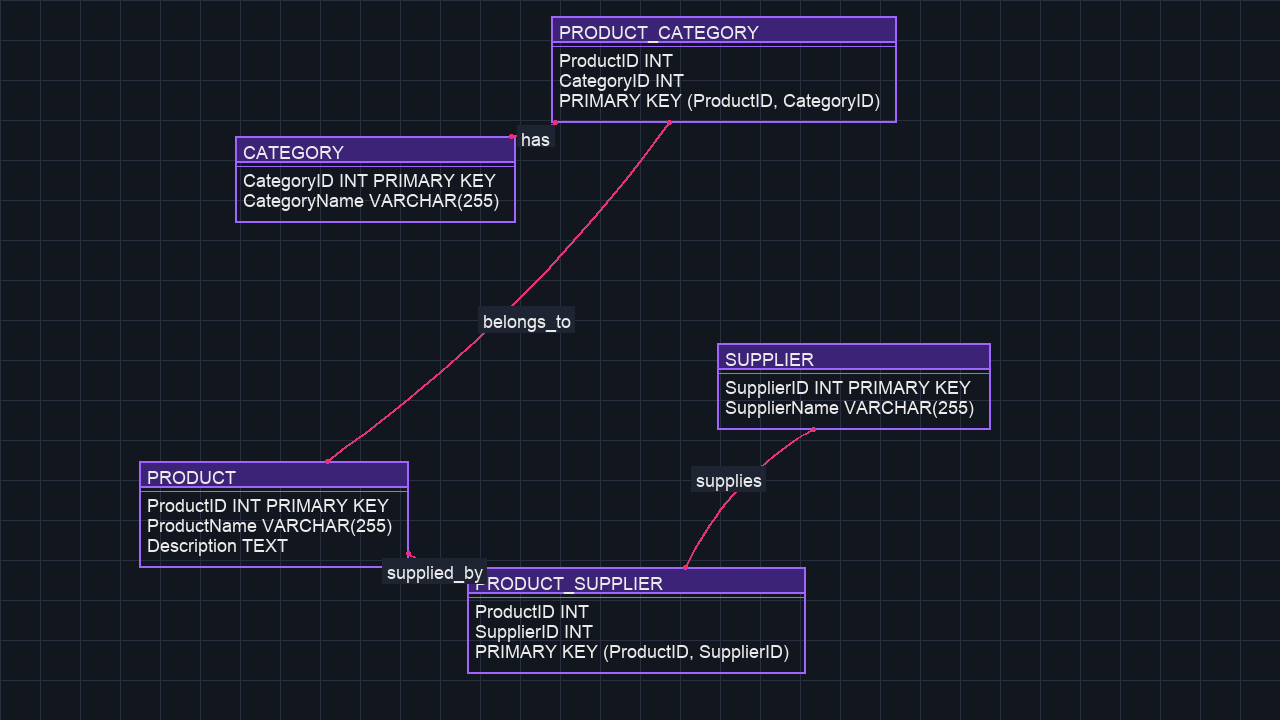 PRODUCT_CATEGORY
ProductID INT
CategoryID INT
PRIMARY KEY (ProductID, CategoryID)
has
CATEGORY
CategoryID INT PRIMARY KEY
CategoryName VARCHAR(255)
belongs_to
SUPPLIER
SupplierID INT PRIMARY KEY
SupplierName VARCHAR(255)
supplies
PRODUCT
ProductID INT PRIMARY KEY
ProductName VARCHAR(255)
Description TEXT
supplied_by
PRODUCT_SUPPLIER
ProductID INT
SupplierID INT
PRIMARY KEY (ProductID, SupplierID)